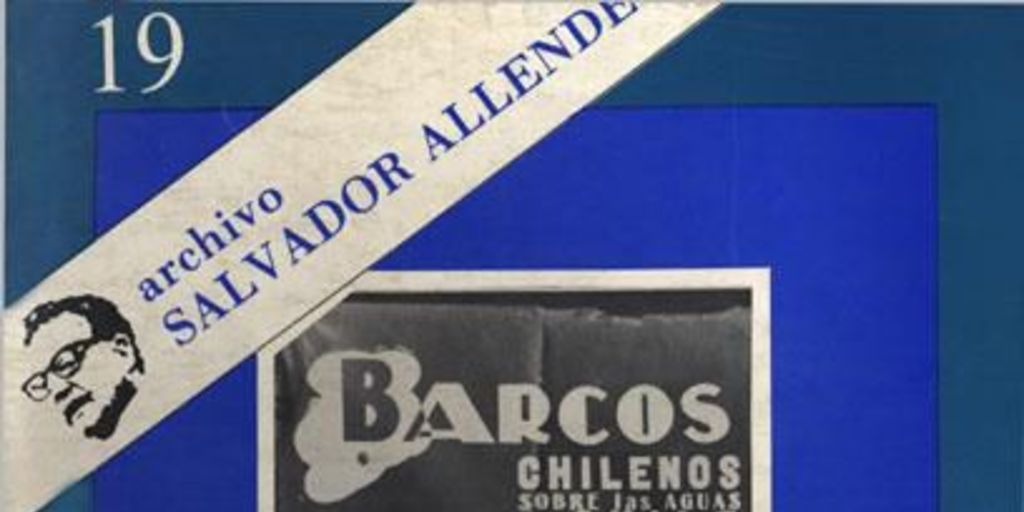 19
archivo
SALVADOR ALLENDE
BARCOS
CHILENOS
SOBRE las AGUAS